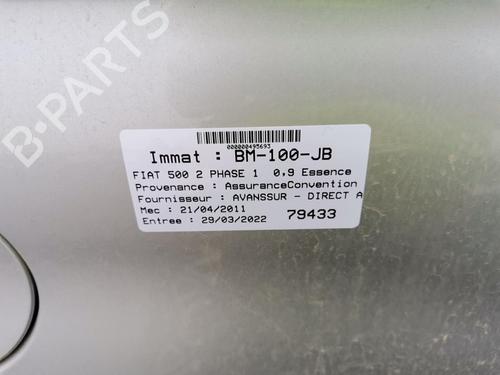 000000495693
Immat : BM-100-JB
FIAT 500 2 PHASE 1 0,9 Essence
Provenance : AssuranceConvention
Fournisseur : AVANSSUR - DIRECT A
Mec : 21/04/2011 79433
Entree : 29/03/2022
B-PARTS